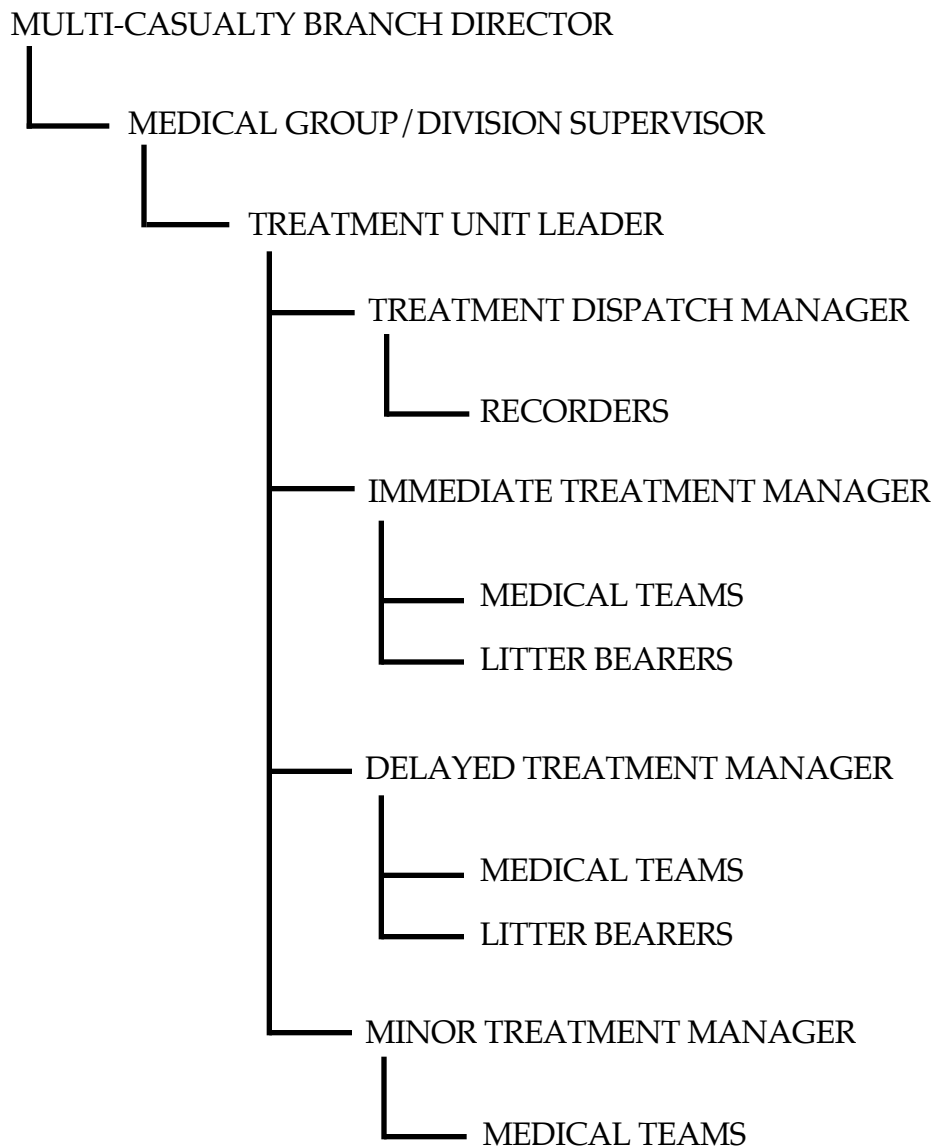 MULTI-CASUALTY BRANCH DIRECTOR
MEDICAL GROUP/DIVISION SUPERVISOR
TREATMENT UNIT LEADER
TREATMENT DISPATCH MANAGER
RECORDERS
IMMEDIATE TREATMENT MANAGER
MEDICAL TEAMS
LITTER BEARERS
DELAYED TREATMENT MANAGER
MEDICAL TEAMS
LITTER BEARERS
MINOR TREATMENT MANAGER
MEDICAL TEAMS